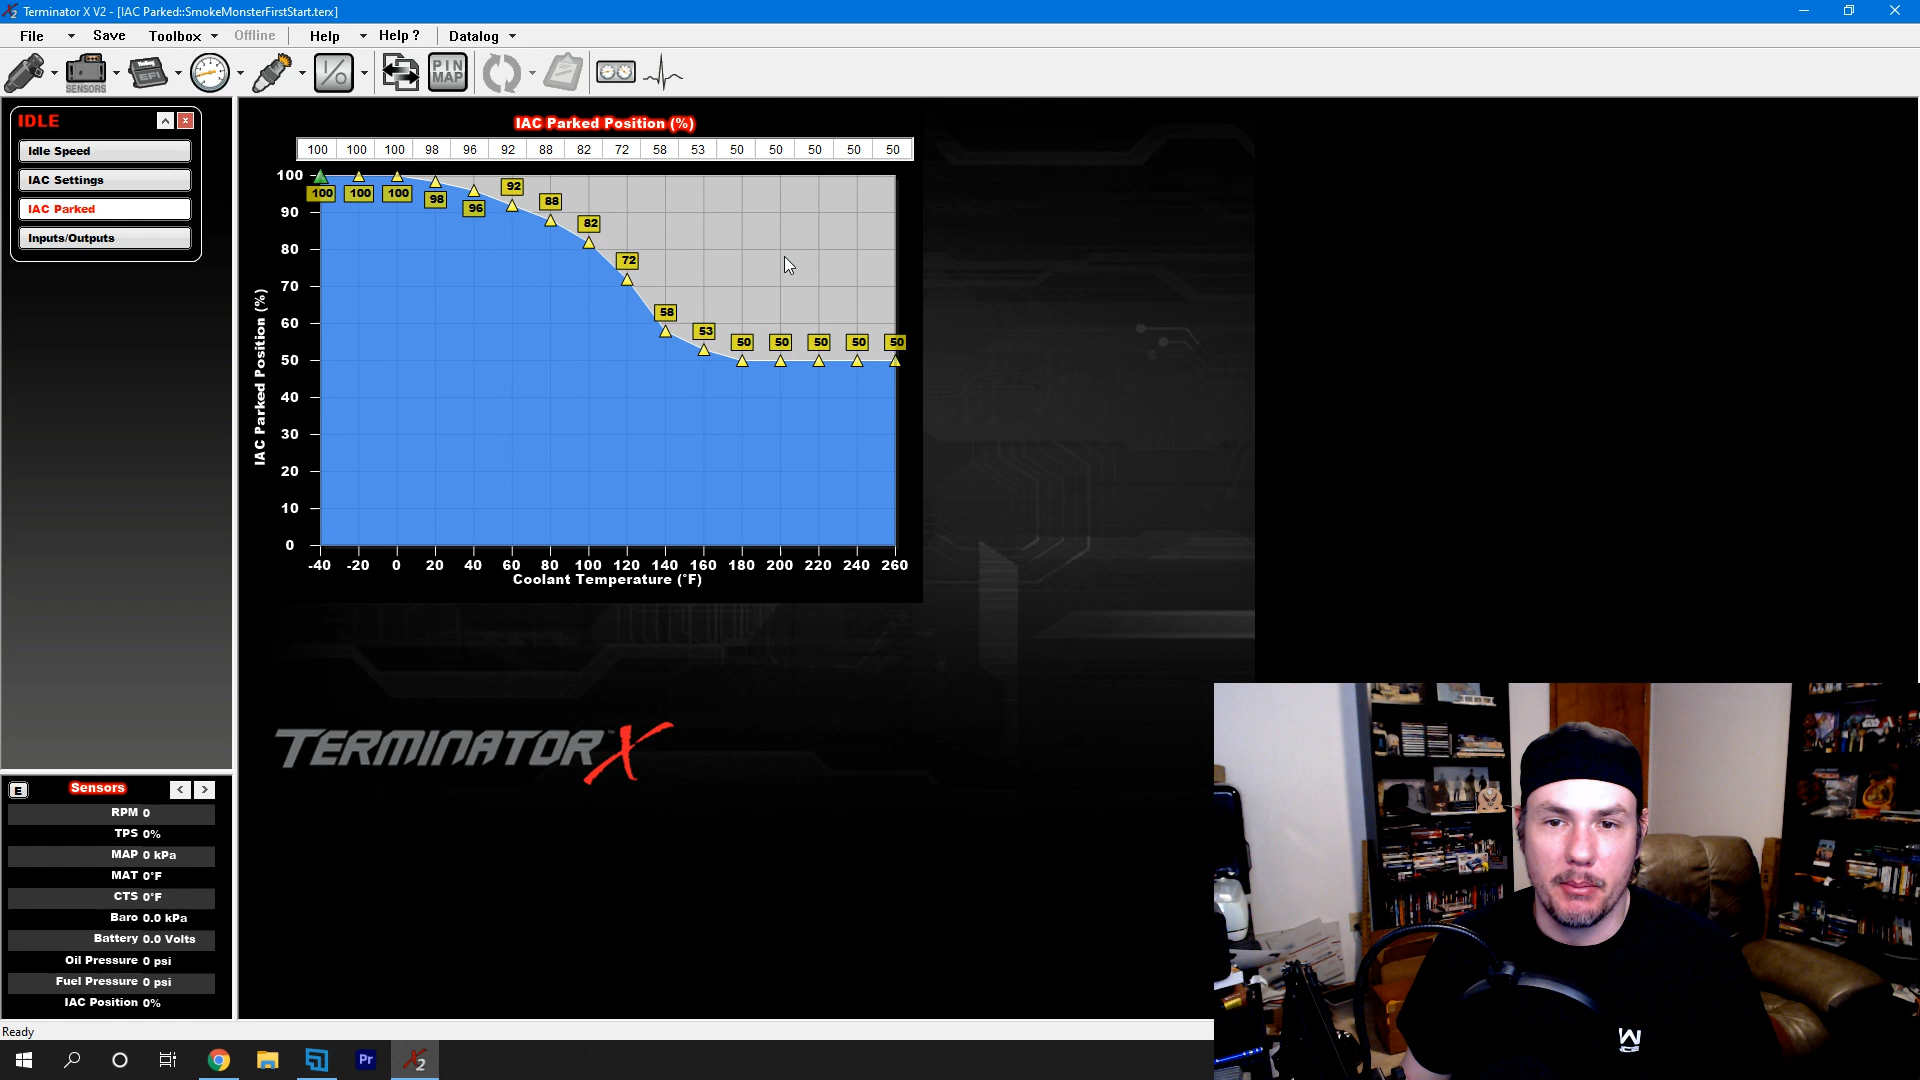 Terminator X V2 - [IAC Parked::SmokeMonsterFirstStart.terx]
File Save Toolbox Offline Help Help ? Datalog
SENSORS Holley EFI I/O PIN MAP
IDLE
Idle Speed
IAC Settings
IAC Parked
Inputs/Outputs
IAC Parked Position (%)
100 100 100 98 96 92 88 82 72 58 53 50 50 50 50 50
100
90
80
70
60
50
40
30
20
10
0
IAC Parked Position (%)
100 100 100 98 96 92 88 82 72 58 53 50 50 50 50 50
-40 -20 0 20 40 60 80 100 120 140 160 180 200 220 240 260
Coolant Temperature (°F)
TERMINATOR X
E Sensors < >
RPM 0
TPS 0%
MAP 0 kPa
MAT 0°F
CTS 0°F
Baro 0.0 kPa
Battery 0.0 Volts
Oil Pressure 0 psi
Fuel Pressure 0 psi
IAC Position 0%
Ready
Pr X2